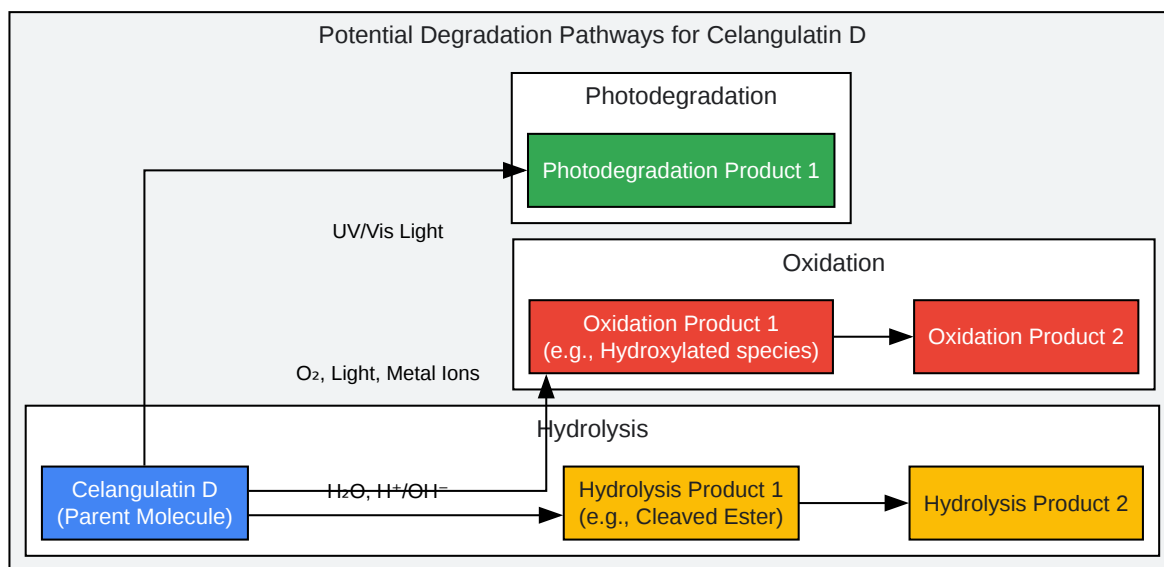 Potential Degradation Pathways for Celangulatin D
Photodegradation
Photodegradation Product 1
UV/Vis Light
Oxidation
Oxidation Product 1
(e.g., Hydroxylated species)
Oxidation Product 2
O₂, Light, Metal Ions
Hydrolysis
Celangulatin D
(Parent Molecule)
H₂O, H⁺/OH⁻
Hydrolysis Product 1
(e.g., Cleaved Ester)
Hydrolysis Product 2